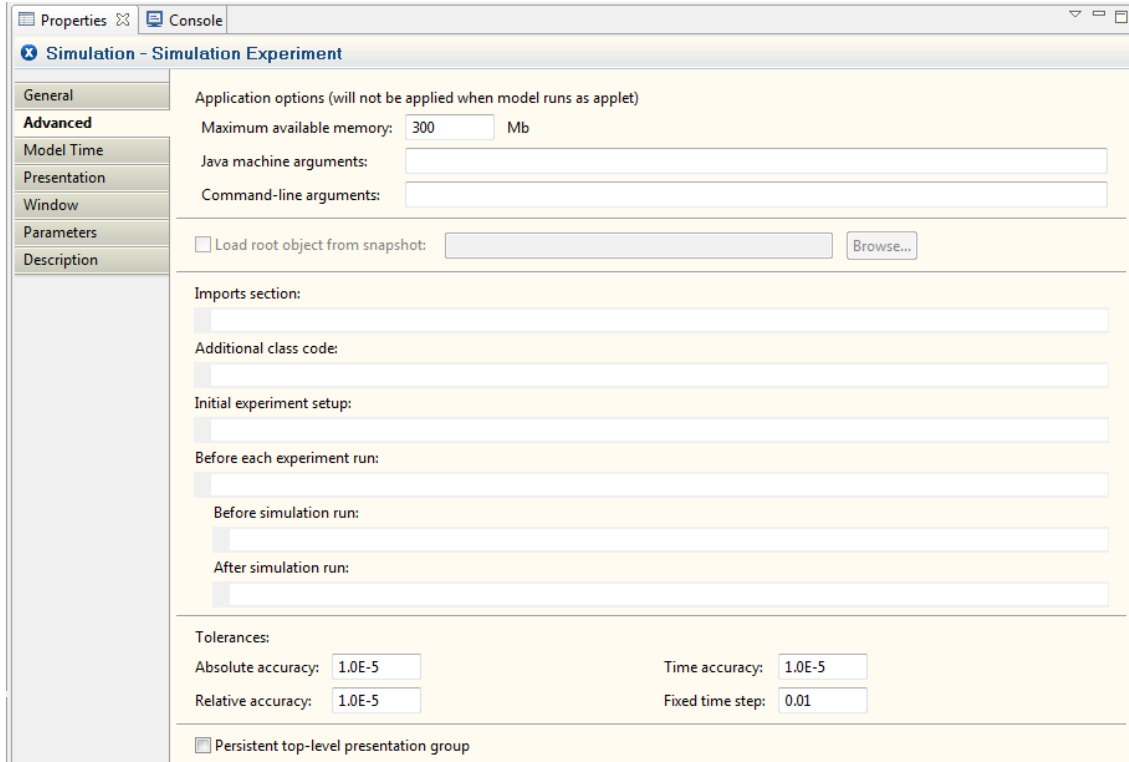 Properties Console
Simulation - Simulation Experiment
General
Advanced
Model Time
Presentation
Window
Parameters
Description
Application options (will not be applied when model runs as applet)
Maximum available memory: 300 Mb
Java machine arguments:
Command-line arguments:
Load root object from snapshot: Browse...
Imports section:
Additional class code:
Initial experiment setup:
Before each experiment run:
Before simulation run:
After simulation run:
Tolerances:
Absolute accuracy: 1.0E-5 Time accuracy: 1.0E-5
Relative accuracy: 1.0E-5 Fixed time step: 0.01
Persistent top-level presentation group